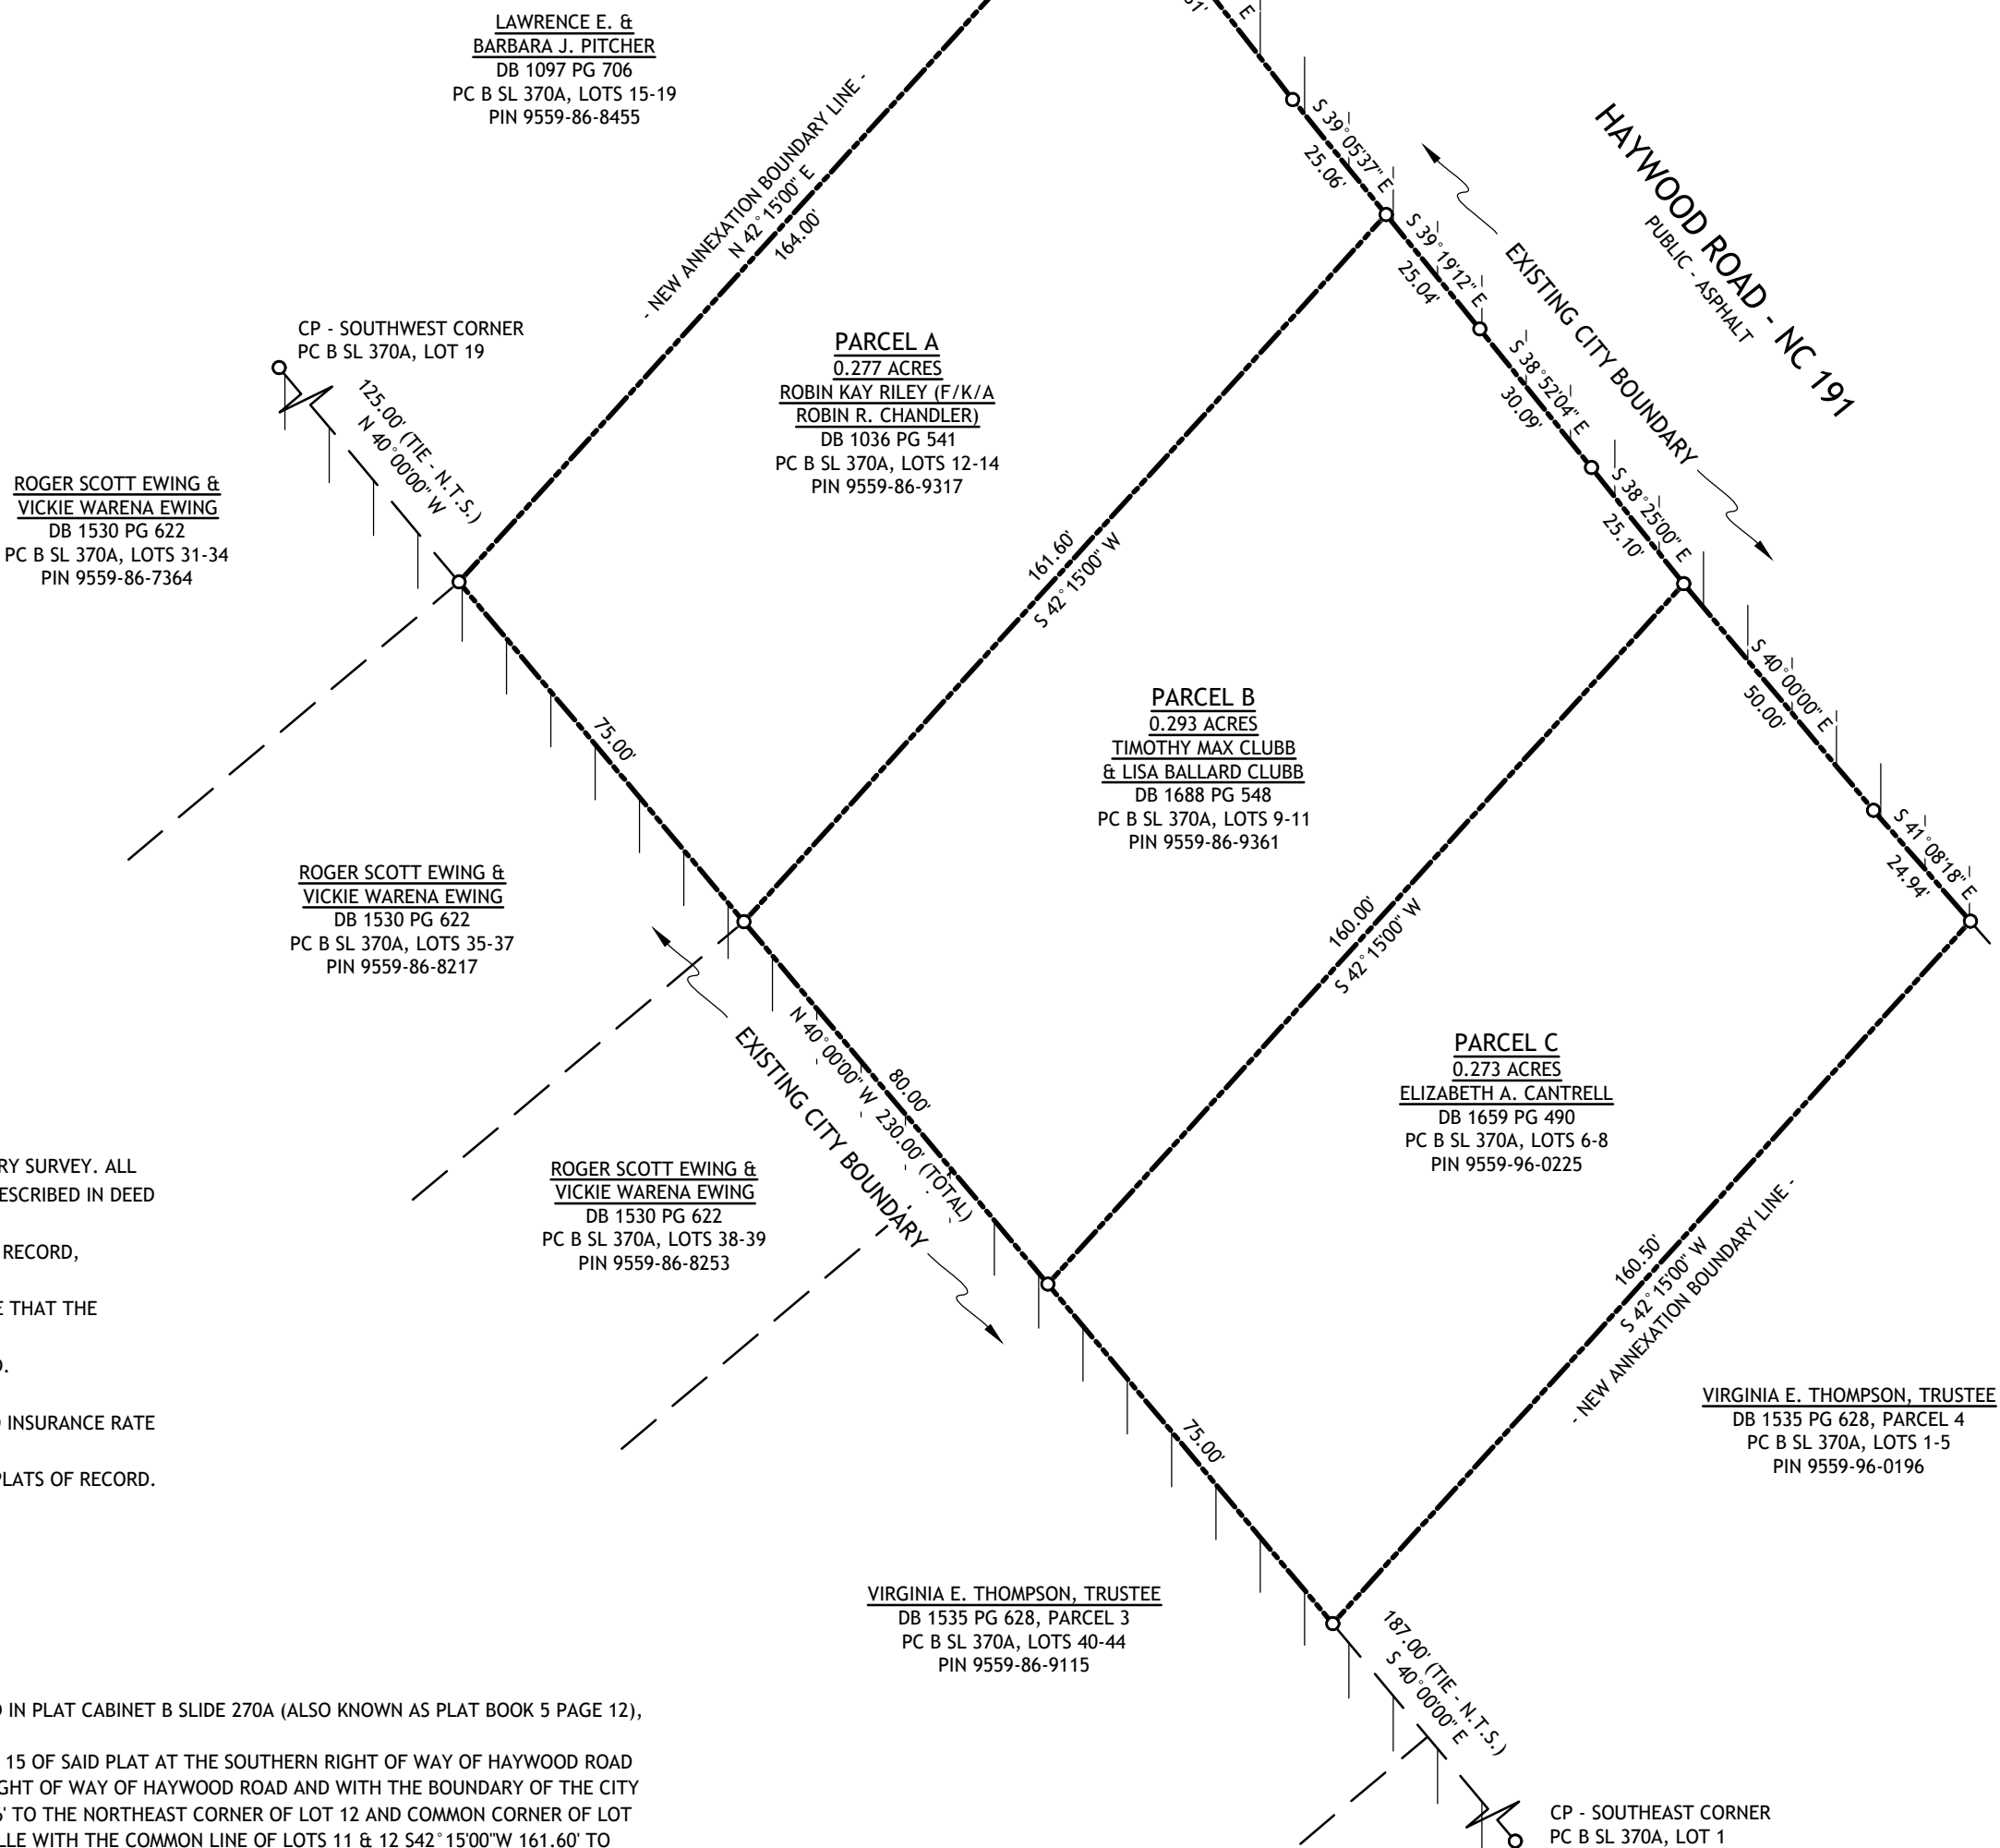 LAWRENCE E. &
BARBARA J. PITCHER
DB 1097 PG 706
PC B SL 370A, LOTS 15-19
PIN 9559-86-8455
- NEW ANNEXATION BOUNDARY LINE -
N 42°15'00" E
164.00'
E
S 39°05'37" E
25.06'
HAYWOOD ROAD - NC 191
PUBLIC - ASPHALT
S 39°19'12" E
25.04'
EXISTING CITY BOUNDARY
S 38°52'04" E
30.09'
S 38°25'00" E
25.10'
CP - SOUTHWEST CORNER
PC B SL 370A, LOT 19
125.00' (TIE - N.T.S.)
N 40°00'00" W
PARCEL A
0.277 ACRES
ROBIN KAY RILEY (F/K/A
ROBIN R. CHANDLER)
DB 1036 PG 541
PC B SL 370A, LOTS 12-14
PIN 9559-86-9317
ROGER SCOTT EWING &
VICKIE WARENA EWING
DB 1530 PG 622
PC B SL 370A, LOTS 31-34
PIN 9559-86-7364
161.60'
S 42°15'00" W
75.00'
S 40°00'00" E
50.00'
PARCEL B
0.293 ACRES
TIMOTHY MAX CLUBB
& LISA BALLARD CLUBB
DB 1688 PG 548
PC B SL 370A, LOTS 9-11
PIN 9559-86-9361
S 41°08'18" E
24.94'
ROGER SCOTT EWING &
VICKIE WARENA EWING
DB 1530 PG 622
PC B SL 370A, LOTS 35-37
PIN 9559-86-8217
160.00'
S 42°15'00" W
80.00'
N 40°00'00" W 230.00' (TOTAL)
EXISTING CITY BOUNDARY
PARCEL C
0.273 ACRES
ELIZABETH A. CANTRELL
DB 1659 PG 490
PC B SL 370A, LOTS 6-8
PIN 9559-96-0225
ROGER SCOTT EWING &
VICKIE WARENA EWING
DB 1530 PG 622
PC B SL 370A, LOTS 38-39
PIN 9559-86-8253
160.50'
S 42°15'00" W
- NEW ANNEXATION BOUNDARY LINE -
75.00'
VIRGINIA E. THOMPSON, TRUSTEE
DB 1535 PG 628, PARCEL 4
PC B SL 370A, LOTS 1-5
PIN 9559-96-0196
VIRGINIA E. THOMPSON, TRUSTEE
DB 1535 PG 628, PARCEL 3
PC B SL 370A, LOTS 40-44
PIN 9559-86-9115
187.00' (TIE - N.T.S.)
S 40°00'00" E
CP - SOUTHEAST CORNER
PC B SL 370A, LOT 1
RY SURVEY. ALL
ESCRIBED IN DEED
RECORD,
E THAT THE
INSURANCE RATE
PLATS OF RECORD.
IN PLAT CABINET B SLIDE 270A (ALSO KNOWN AS PLAT BOOK 5 PAGE 12),
15 OF SAID PLAT AT THE SOUTHERN RIGHT OF WAY OF HAYWOOD ROAD
GHT OF WAY OF HAYWOOD ROAD AND WITH THE BOUNDARY OF THE CITY
' TO THE NORTHEAST CORNER OF LOT 12 AND COMMON CORNER OF LOT
LLE WITH THE COMMON LINE OF LOTS 11 & 12 S42°15'00"W 161.60' TO